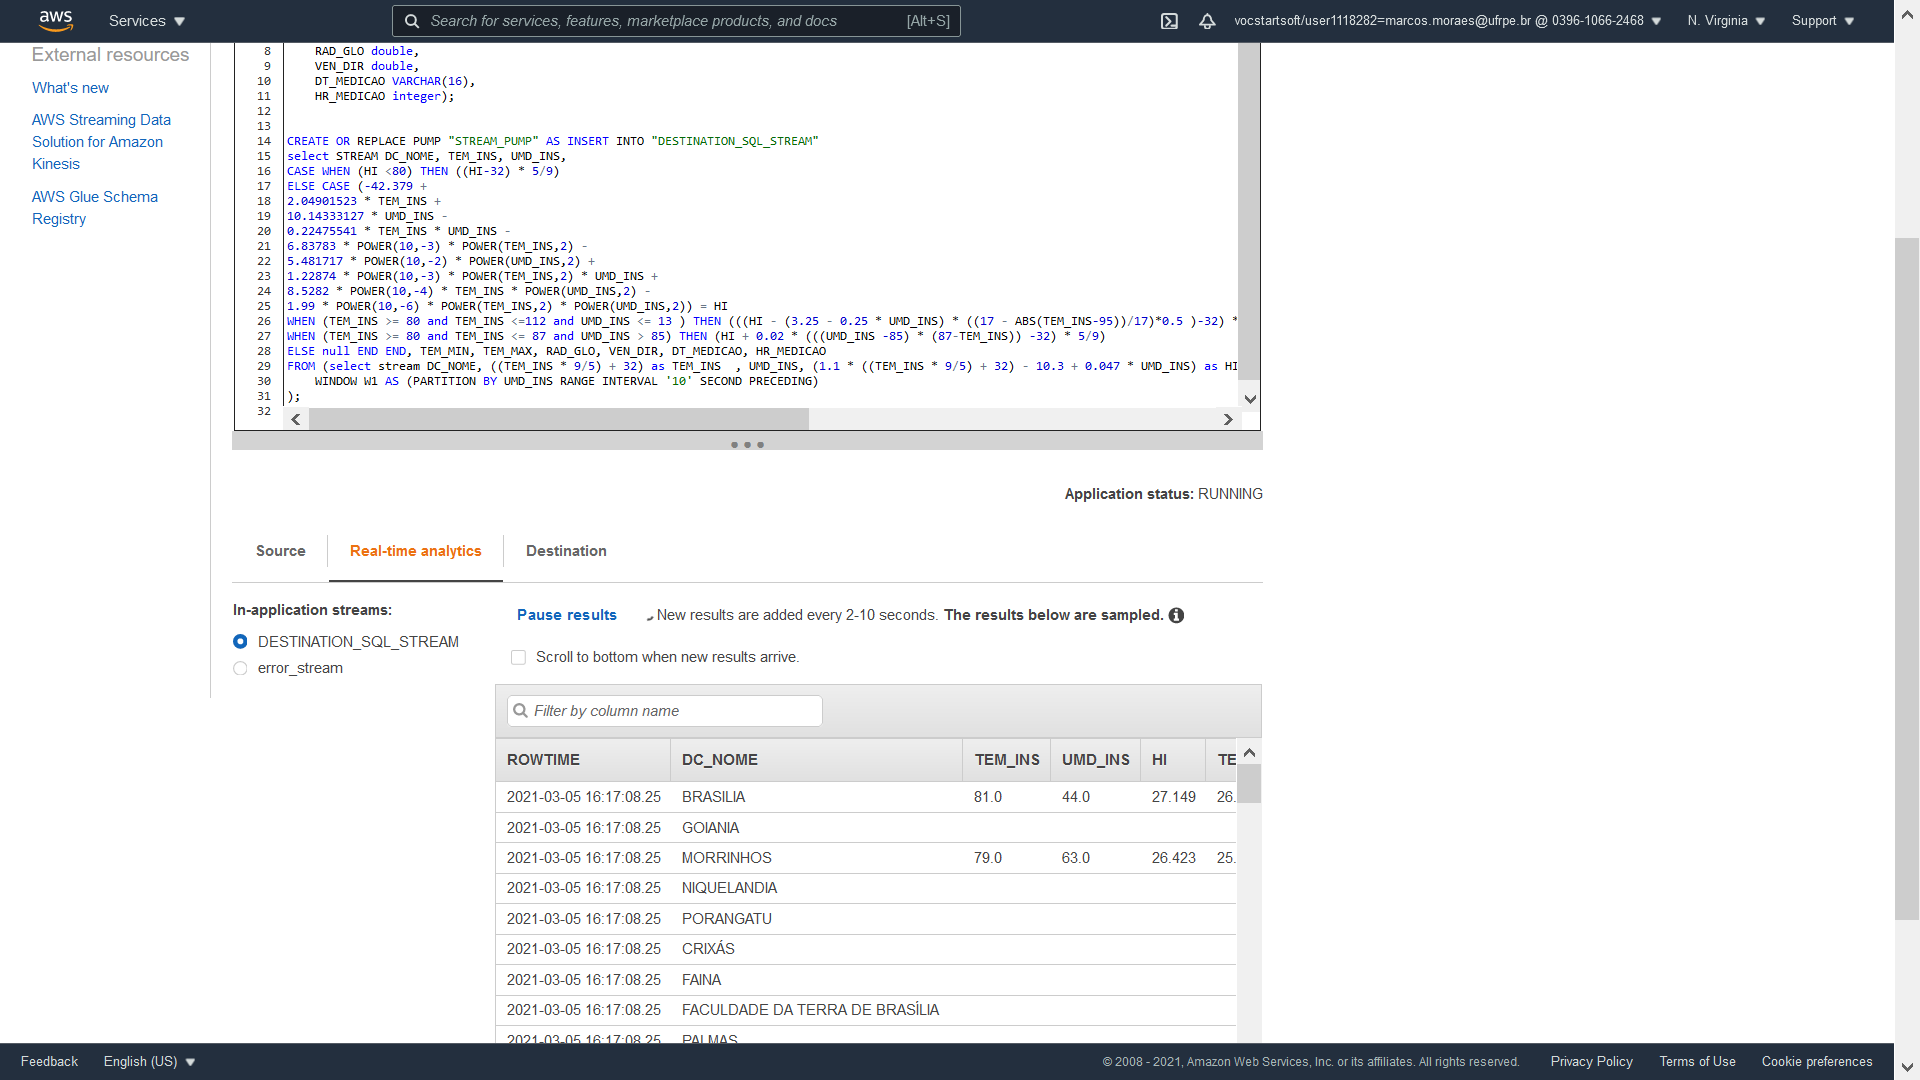 aws
Services
Search for services, features, marketplace products, and docs
[Alt+S]
vocstartsoft/user1118282=marcos.moraes@ufrpe.br @ 0396-1066-2468
N. Virginia
Support
External resources
What's new
AWS Streaming Data
Solution for Amazon
Kinesis
AWS Glue Schema
Registry
8 RAD_GLO double,
9 VEN_DIR double,
10 DT_MEDICAO VARCHAR(16),
11 HR_MEDICAO integer);
12
13
14 CREATE OR REPLACE PUMP "STREAM_PUMP" AS INSERT INTO "DESTINATION_SQL_STREAM"
15 select STREAM DC_NOME, TEM_INS, UMD_INS,
16 CASE WHEN (HI <80) THEN ((HI-32) * 5/9)
17 ELSE CASE (-42.379 +
18 2.04901523 * TEM_INS +
19 10.14333127 * UMD_INS -
20 0.22475541 * TEM_INS * UMD_INS -
21 6.83783 * POWER(10,-3) * POWER(TEM_INS,2) -
22 5.481717 * POWER(10,-2) * POWER(UMD_INS,2) +
23 1.22874 * POWER(10,-3) * POWER(TEM_INS,2) * UMD_INS +
24 8.5282 * POWER(10,-4) * TEM_INS * POWER(UMD_INS,2) -
25 1.99 * POWER(10,-6) * POWER(TEM_INS,2) * POWER(UMD_INS,2)) = HI
26 WHEN (TEM_INS >= 80 and TEM_INS <=112 and UMD_INS <= 13 ) THEN (((HI - (3.25 - 0.25 * UMD_INS) * ((17 - ABS(TEM_INS-95))/17)*0.5 )-32) *
27 WHEN (TEM_INS >= 80 and TEM_INS <= 87 and UMD_INS > 85) THEN (HI + 0.02 * (((UMD_INS -85) * (87-TEM_INS)) -32) * 5/9)
28 ELSE null END END, TEM_MIN, TEM_MAX, RAD_GLO, VEN_DIR, DT_MEDICAO, HR_MEDICAO
29 FROM (select stream DC_NOME, ((TEM_INS * 9/5) + 32) as TEM_INS , UMD_INS, (1.1 * ((TEM_INS * 9/5) + 32) - 10.3 + 0.047 * UMD_INS) as HI
30 WINDOW W1 AS (PARTITION BY UMD_INS RANGE INTERVAL '10' SECOND PRECEDING)
31 );
32
Application status: RUNNING
Source
Real-time analytics
Destination
In-application streams:
DESTINATION_SQL_STREAM
error_stream
Pause results
New results are added every 2-10 seconds. The results below are sampled.
Scroll to bottom when new results arrive.
Filter by column name
ROWTIME DC_NOME TEM_INS UMD_INS HI TE
2021-03-05 16:17:08.25 BRASILIA 81.0 44.0 27.149 26.
2021-03-05 16:17:08.25 GOIANIA
2021-03-05 16:17:08.25 MORRINHOS 79.0 63.0 26.423 25.
2021-03-05 16:17:08.25 NIQUELANDIA
2021-03-05 16:17:08.25 PORANGATU
2021-03-05 16:17:08.25 CRIXÁS
2021-03-05 16:17:08.25 FAINA
2021-03-05 16:17:08.25 FACULDADE DA TERRA DE BRASÍLIA
2021-03-05 16:17:08.25 PALMAS
Feedback
English (US)
© 2008 - 2021, Amazon Web Services, Inc. or its affiliates. All rights reserved.
Privacy Policy
Terms of Use
Cookie preferences